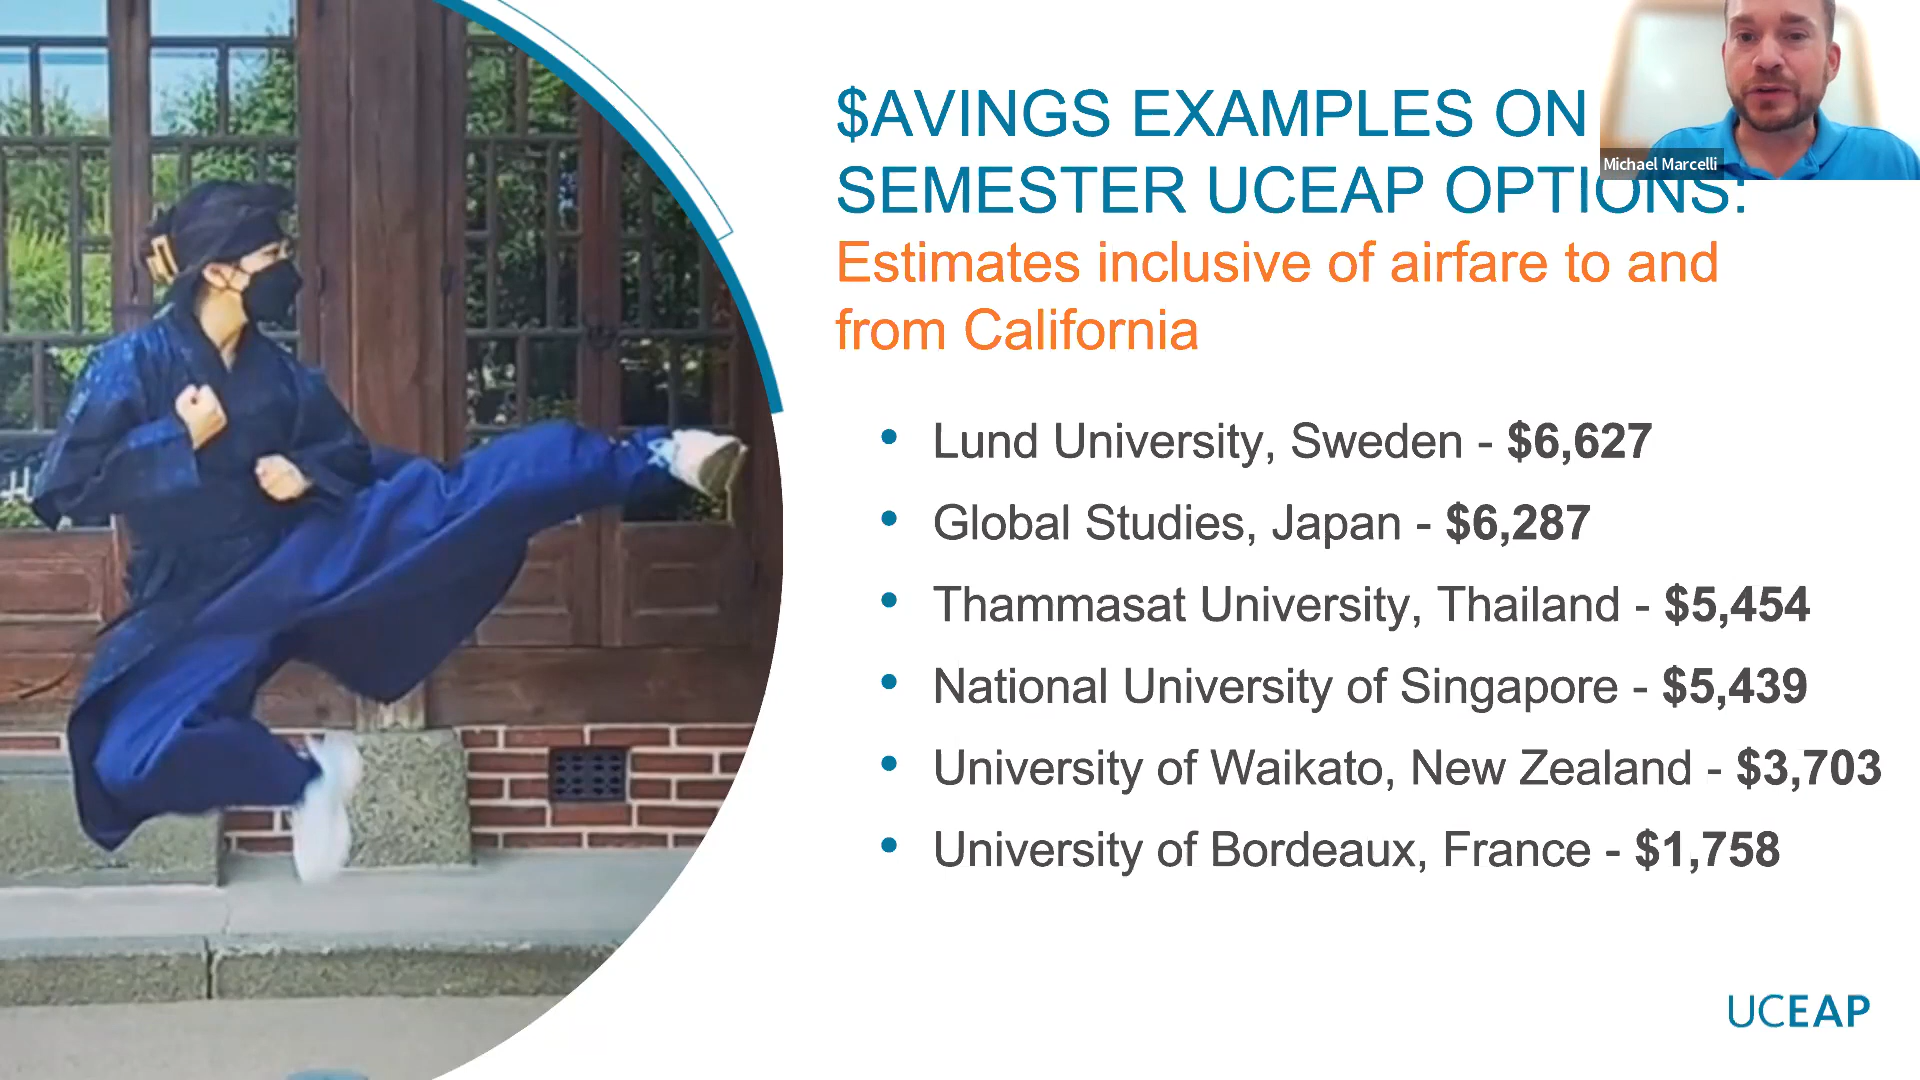 $AVINGS EXAMPLES ON
SEMESTER UCEAP OPTIONS:
Estimates inclusive of airfare to and
from California
Michael Marcelli
• Lund University, Sweden - $6,627
• Global Studies, Japan - $6,287
• Thammasat University, Thailand - $5,454
• National University of Singapore - $5,439
• University of Waikato, New Zealand - $3,703
• University of Bordeaux, France - $1,758
UCEAP